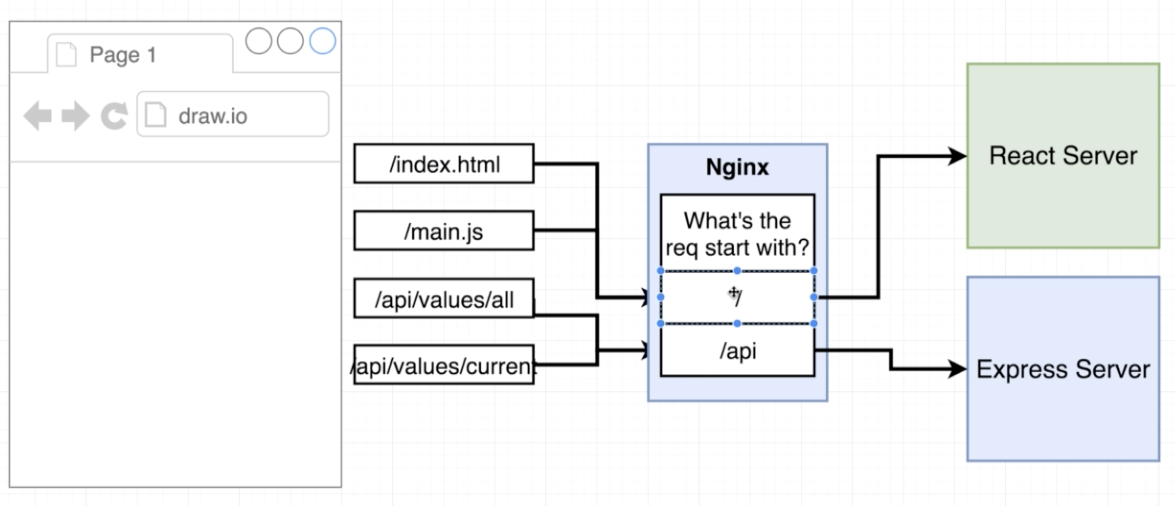 Page 1
draw.io
/index.html
/main.js
/api/values/all
/api/values/current
Nginx
What's the
req start with?
/
/api
React Server
Express Server